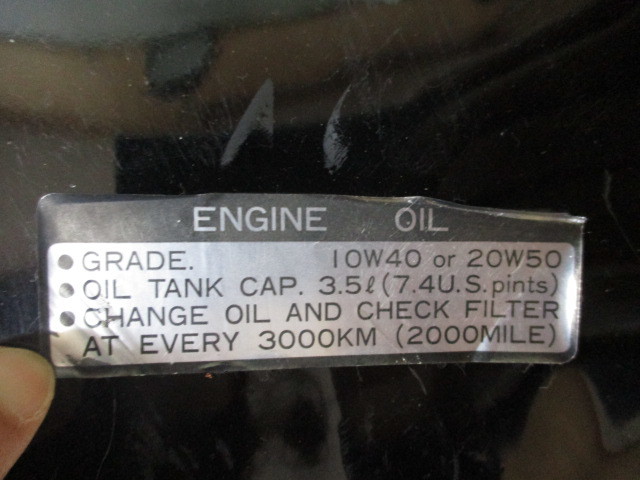 ENGINE OIL
• GRADE. 10W40 or 20W50
• OIL TANK CAP. 3.5ℓ (7.4U.S.pints)
• CHANGE OIL AND CHECK FILTER
AT EVERY 3000KM (2000MILE)